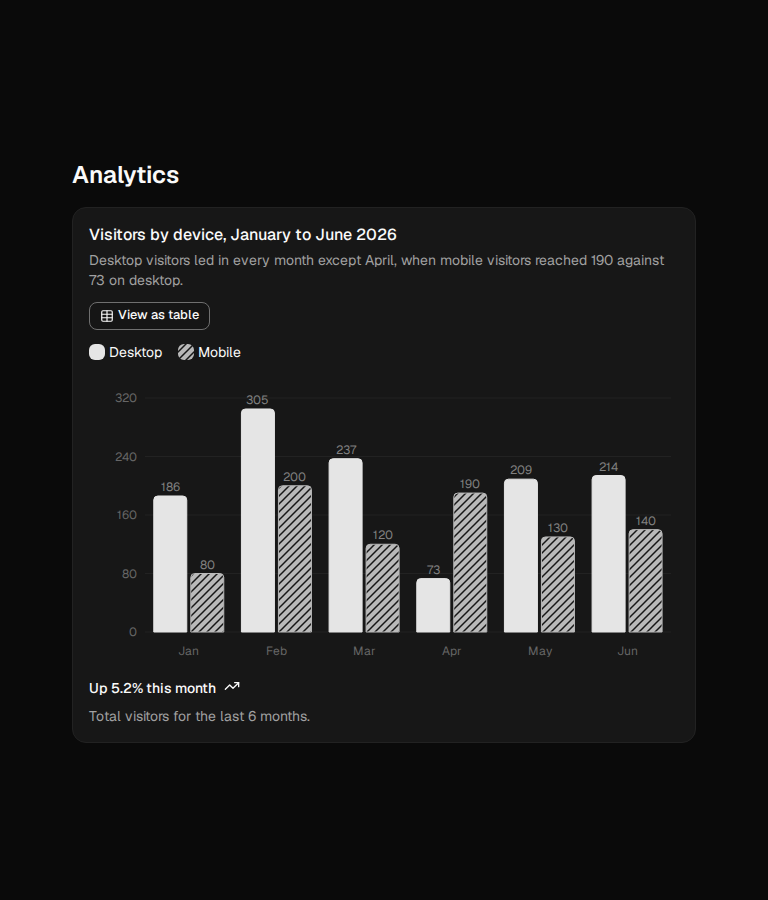 Analytics
Visitors by device, January to June 2026
Desktop visitors led in every month except April, when mobile visitors reached 190 against
73 on desktop.
View as table
Desktop Mobile
320
305
240
237
209
214
186
200
190
160
80
120
130
140
80
73
0
Jan Feb Mar Apr May Jun
Up 5.2% this month
Total visitors for the last 6 months.